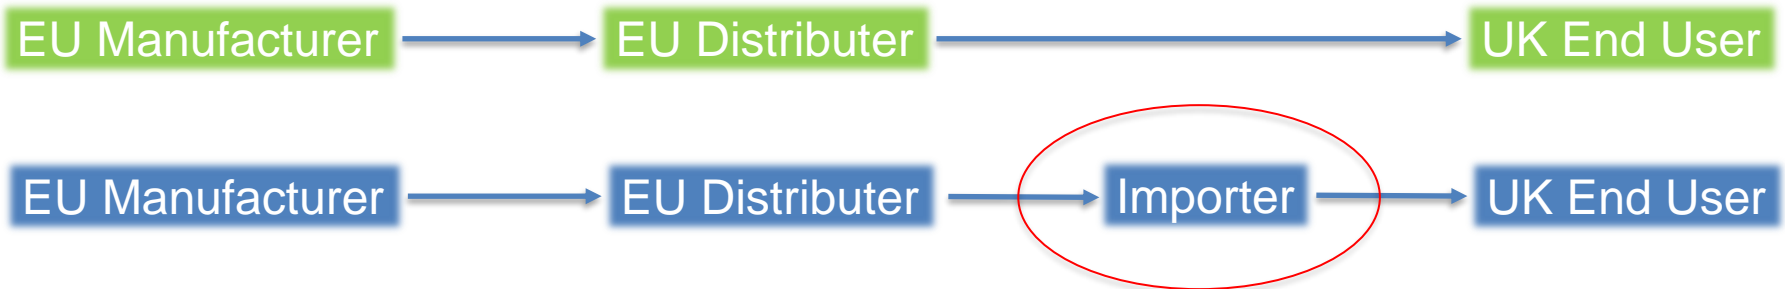 EU Manufacturer EU Distributer UK End User
EU Manufacturer EU Distributer Importer UK End User